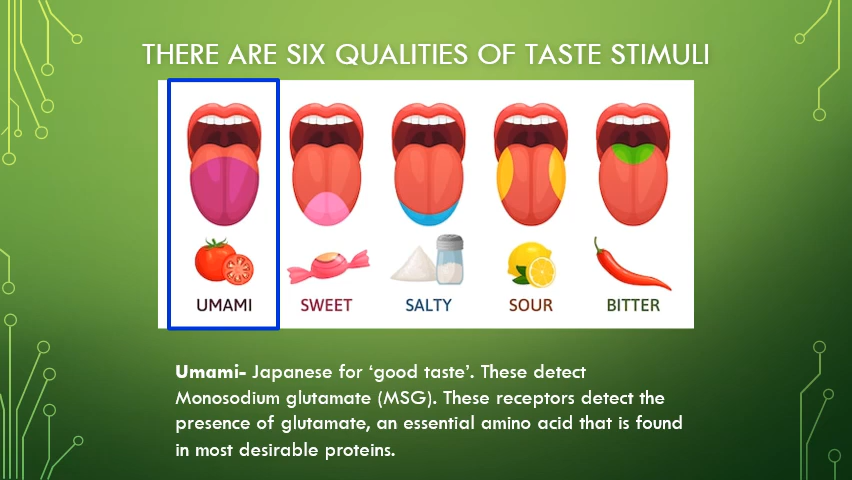 THERE ARE SIX QUALITIES OF TASTE STIMULI
UMAMI
SWEET
SALTY
SOUR
BITTER
Umami- Japanese for ‘good taste’. These detect
Monosodium glutamate (MSG). These receptors detect the
presence of glutamate, an essential amino acid that is found
in most desirable proteins.